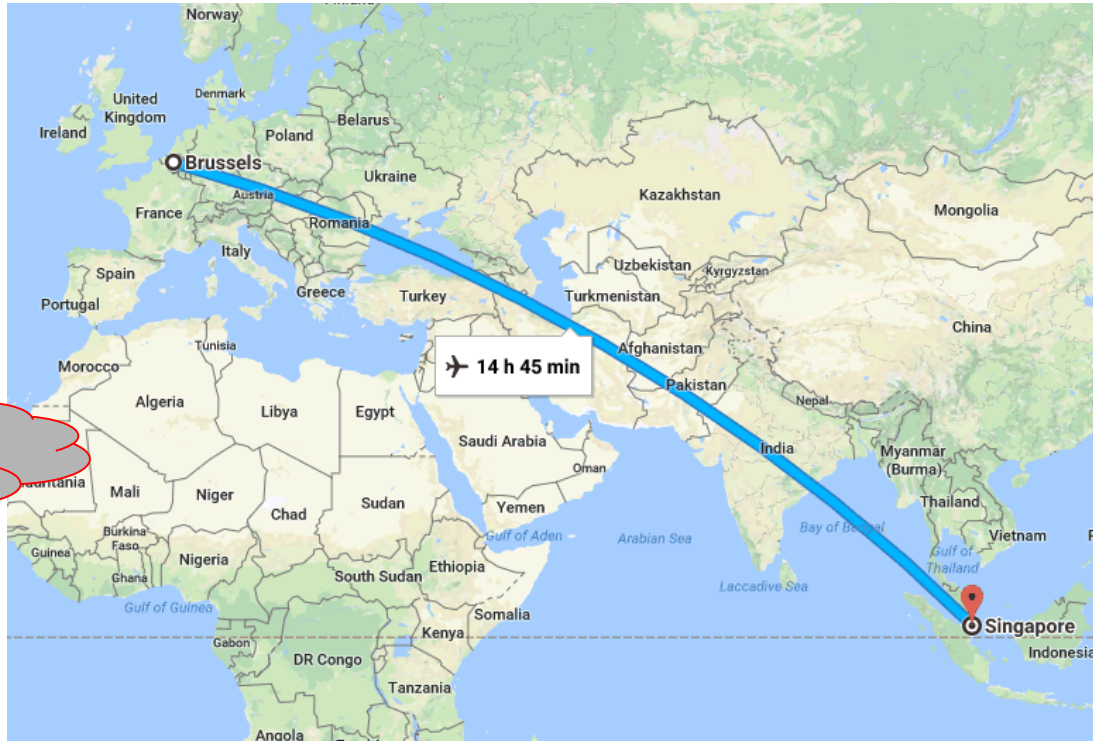 Norway
United
Kingdom
Denmark
Ireland
Belarus
Poland
Brussels
Ukraine
Austria
France
Romania
Kazakhstan
Mongolia
Italy
Spain
Portugal
Greece
Turkey
Uzbekistan
Kyrgyzstan
Turkmenistan
China
Tunisia
Afghanistan
14 h 45 min
Morocco
Pakistan
Algeria
Libya
Egypt
Nepal
Saudi Arabia
India
Myanmar
(Burma)
Oman
Mali
Niger
Sudan
Chad
Yemen
Thailand
Burkina
Faso
Gulf of Aden
Arabian Sea
Bay of Bengal
Vietnam
Guinea
Nigeria
Ethiopia
Gulf of
Thailand
Ghana
South Sudan
Laccadive Sea
Gulf of Guinea
Somalia
Singapore
Kenya
Gabon
DR Congo
Indonesia
Tanzania
Angola